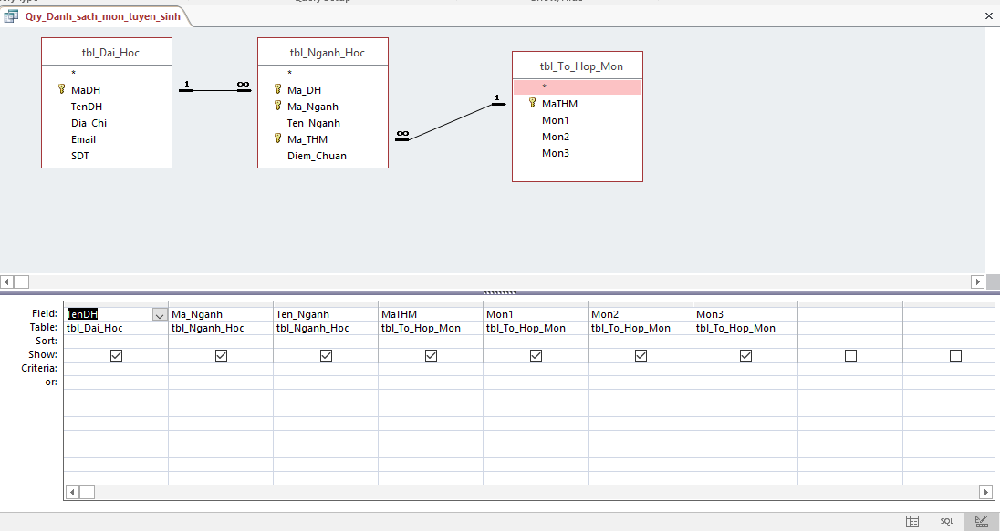 Qry_Danh_sach_mon_tuyen_sinh
tbl_Dai_Hoc
*
MaDH
TenDH
Dia_Chi
Email
SDT
1
∞
tbl_Nganh_Hoc
*
Ma_DH
Ma_Nganh
Ten_Nganh
Ma_THM
Diem_Chuan
∞
1
tbl_To_Hop_Mon
*
MaTHM
Mon1
Mon2
Mon3
Field: TenDH Ma_Nganh Ten_Nganh MaTHM Mon1 Mon2 Mon3
Table: tbl_Dai_Hoc tbl_Nganh_Hoc tbl_Nganh_Hoc tbl_To_Hop_Mon tbl_To_Hop_Mon tbl_To_Hop_Mon tbl_To_Hop_Mon
Sort:
Show:
Criteria:
or:
SQL